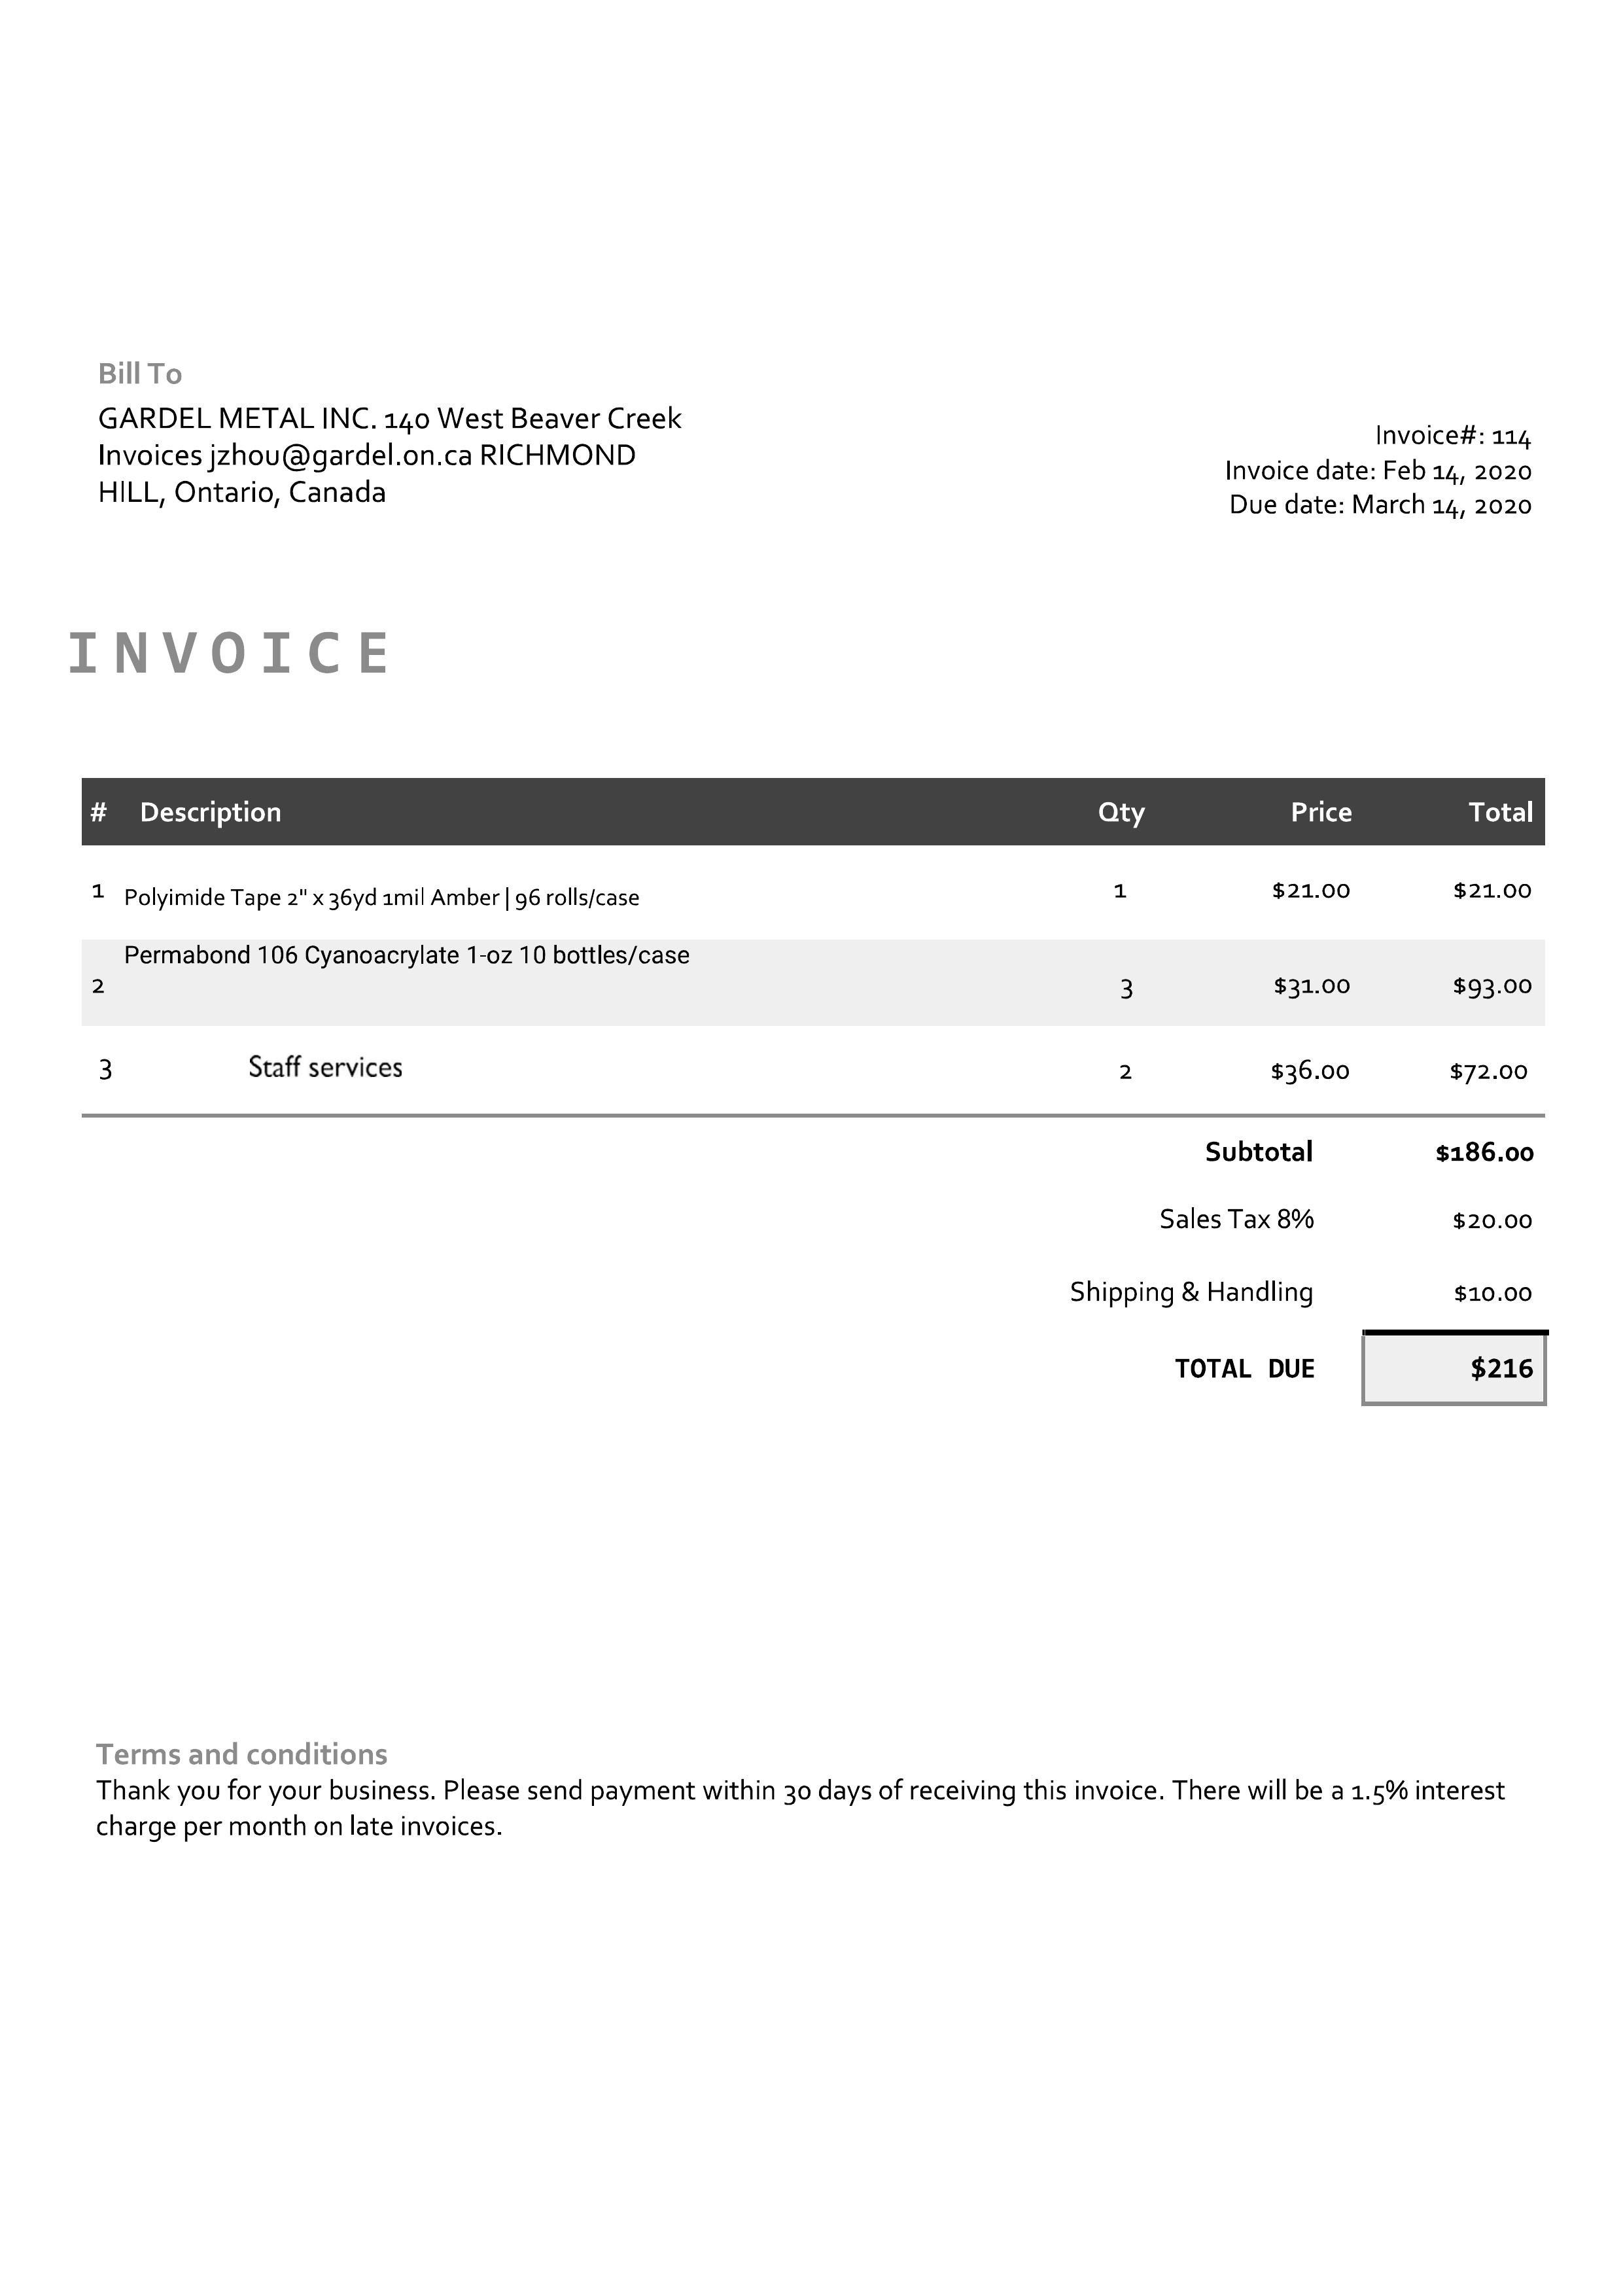 Bill To
GARDEL METAL INC. 140 West Beaver Creek
Invoices jzhou@gardel.on.ca RICHMOND
HILL, Ontario, Canada
Invoice#: 114
Invoice date: Feb 14, 2020
Due date: March 14, 2020
INVOICE
# Description Qty Price Total
1 Polyimide Tape 2" x 36yd 1mil Amber | 96 rolls/case 1 $21.00 $21.00
2 Permabond 106 Cyanoacrylate 1-oz 10 bottles/case 3 $31.00 $93.00
3 Staff services 2 $36.00 $72.00
Subtotal $186.00
Sales Tax 8% $20.00
Shipping & Handling $10.00
TOTAL DUE $216
Terms and conditions
Thank you for your business. Please send payment within 30 days of receiving this invoice. There will be a 1.5% interest
charge per month on late invoices.